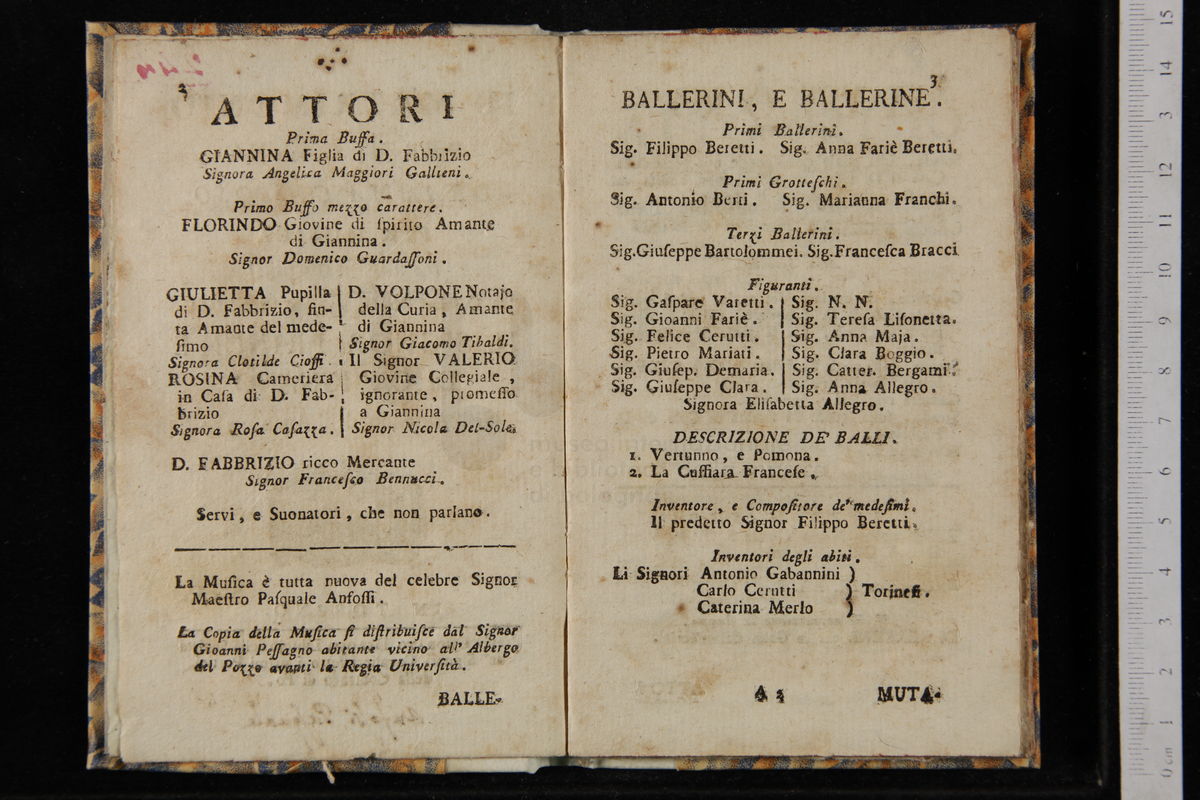 ATTORI
Prima Buffa.
GIANNINA Figlia di D. Fabbrizio
Signora Angelica Maggiori Gallieni.
Primo Buffo mezzo carattere.
FLORINDO Giovine di ſpirito Amante
di Giannina.
Signor Domenico Guardaſſoni.
GIULIETTA Pupilla
di D. Fabbrizio, fin-
ta Amante del mede-
ſimo
Signora Clotilde Cioffi.
ROSINA Cameriera
in Caſa di D. Fab-
brizio
Signora Roſa Caſazza.
D. VOLPONE Notajo
della Curia, Amante
di Giannina
Signor Giacomo Tibaldi.
Il Signor VALERIO
Giovine Collegiale,
ignorante, promeſſo
a Giannina
Signor Nicola Del-Sole.
D. FABBRIZIO ricco Mercante
Signor Franceſco Bennucci.
Servi, e Suonatori, che non parlano.
La Muſica è tutta nuova del celebre Signor
Maeſtro Paſquale Anfoſſi.
La Copia della Muſica ſi diſtribuiſce dal Signor
Gioanni Peſſagno abitante vicino all' Albergo
del Pozzo avanti la Regia Univerſità.
BALLE-
3
BALLERINI, E BALLERINE.
Primi Ballerini.
Sig. Filippo Beretti. Sig. Anna Fariè Beretti.
Primi Grotteſchi.
Sig. Antonio Berti. Sig. Marianna Franchi.
Terzi Ballerini.
Sig. Giuſeppe Bartolommei. Sig. Franceſca Bracci
Figuranti.
Sig. Gaſpare Varetti.
Sig. Gioanni Fariè.
Sig. Felice Cerutti.
Sig. Pietro Mariati.
Sig. Giuſep. Demaria.
Sig. Giuſeppe Clara.
Sig. N. N.
Sig. Tereſa Liſonetta.
Sig. Anna Maja.
Sig. Clara Boggio.
Sig. Catter. Bergami.
Sig. Anna Allegro.
Signora Eliſabetta Allegro.
DESCRIZIONE DE' BALLI.
1. Vertunno, e Pomona.
2. La Cuffiara Franceſe.
Inventore, e Compoſitore de' medeſimi.
Il predetto Signor Filippo Beretti.
Inventori degli abiti.
Li Signori Antonio Gabannini )
Carlo Cerutti ) Torineſi.
Caterina Merlo )
MUTA-